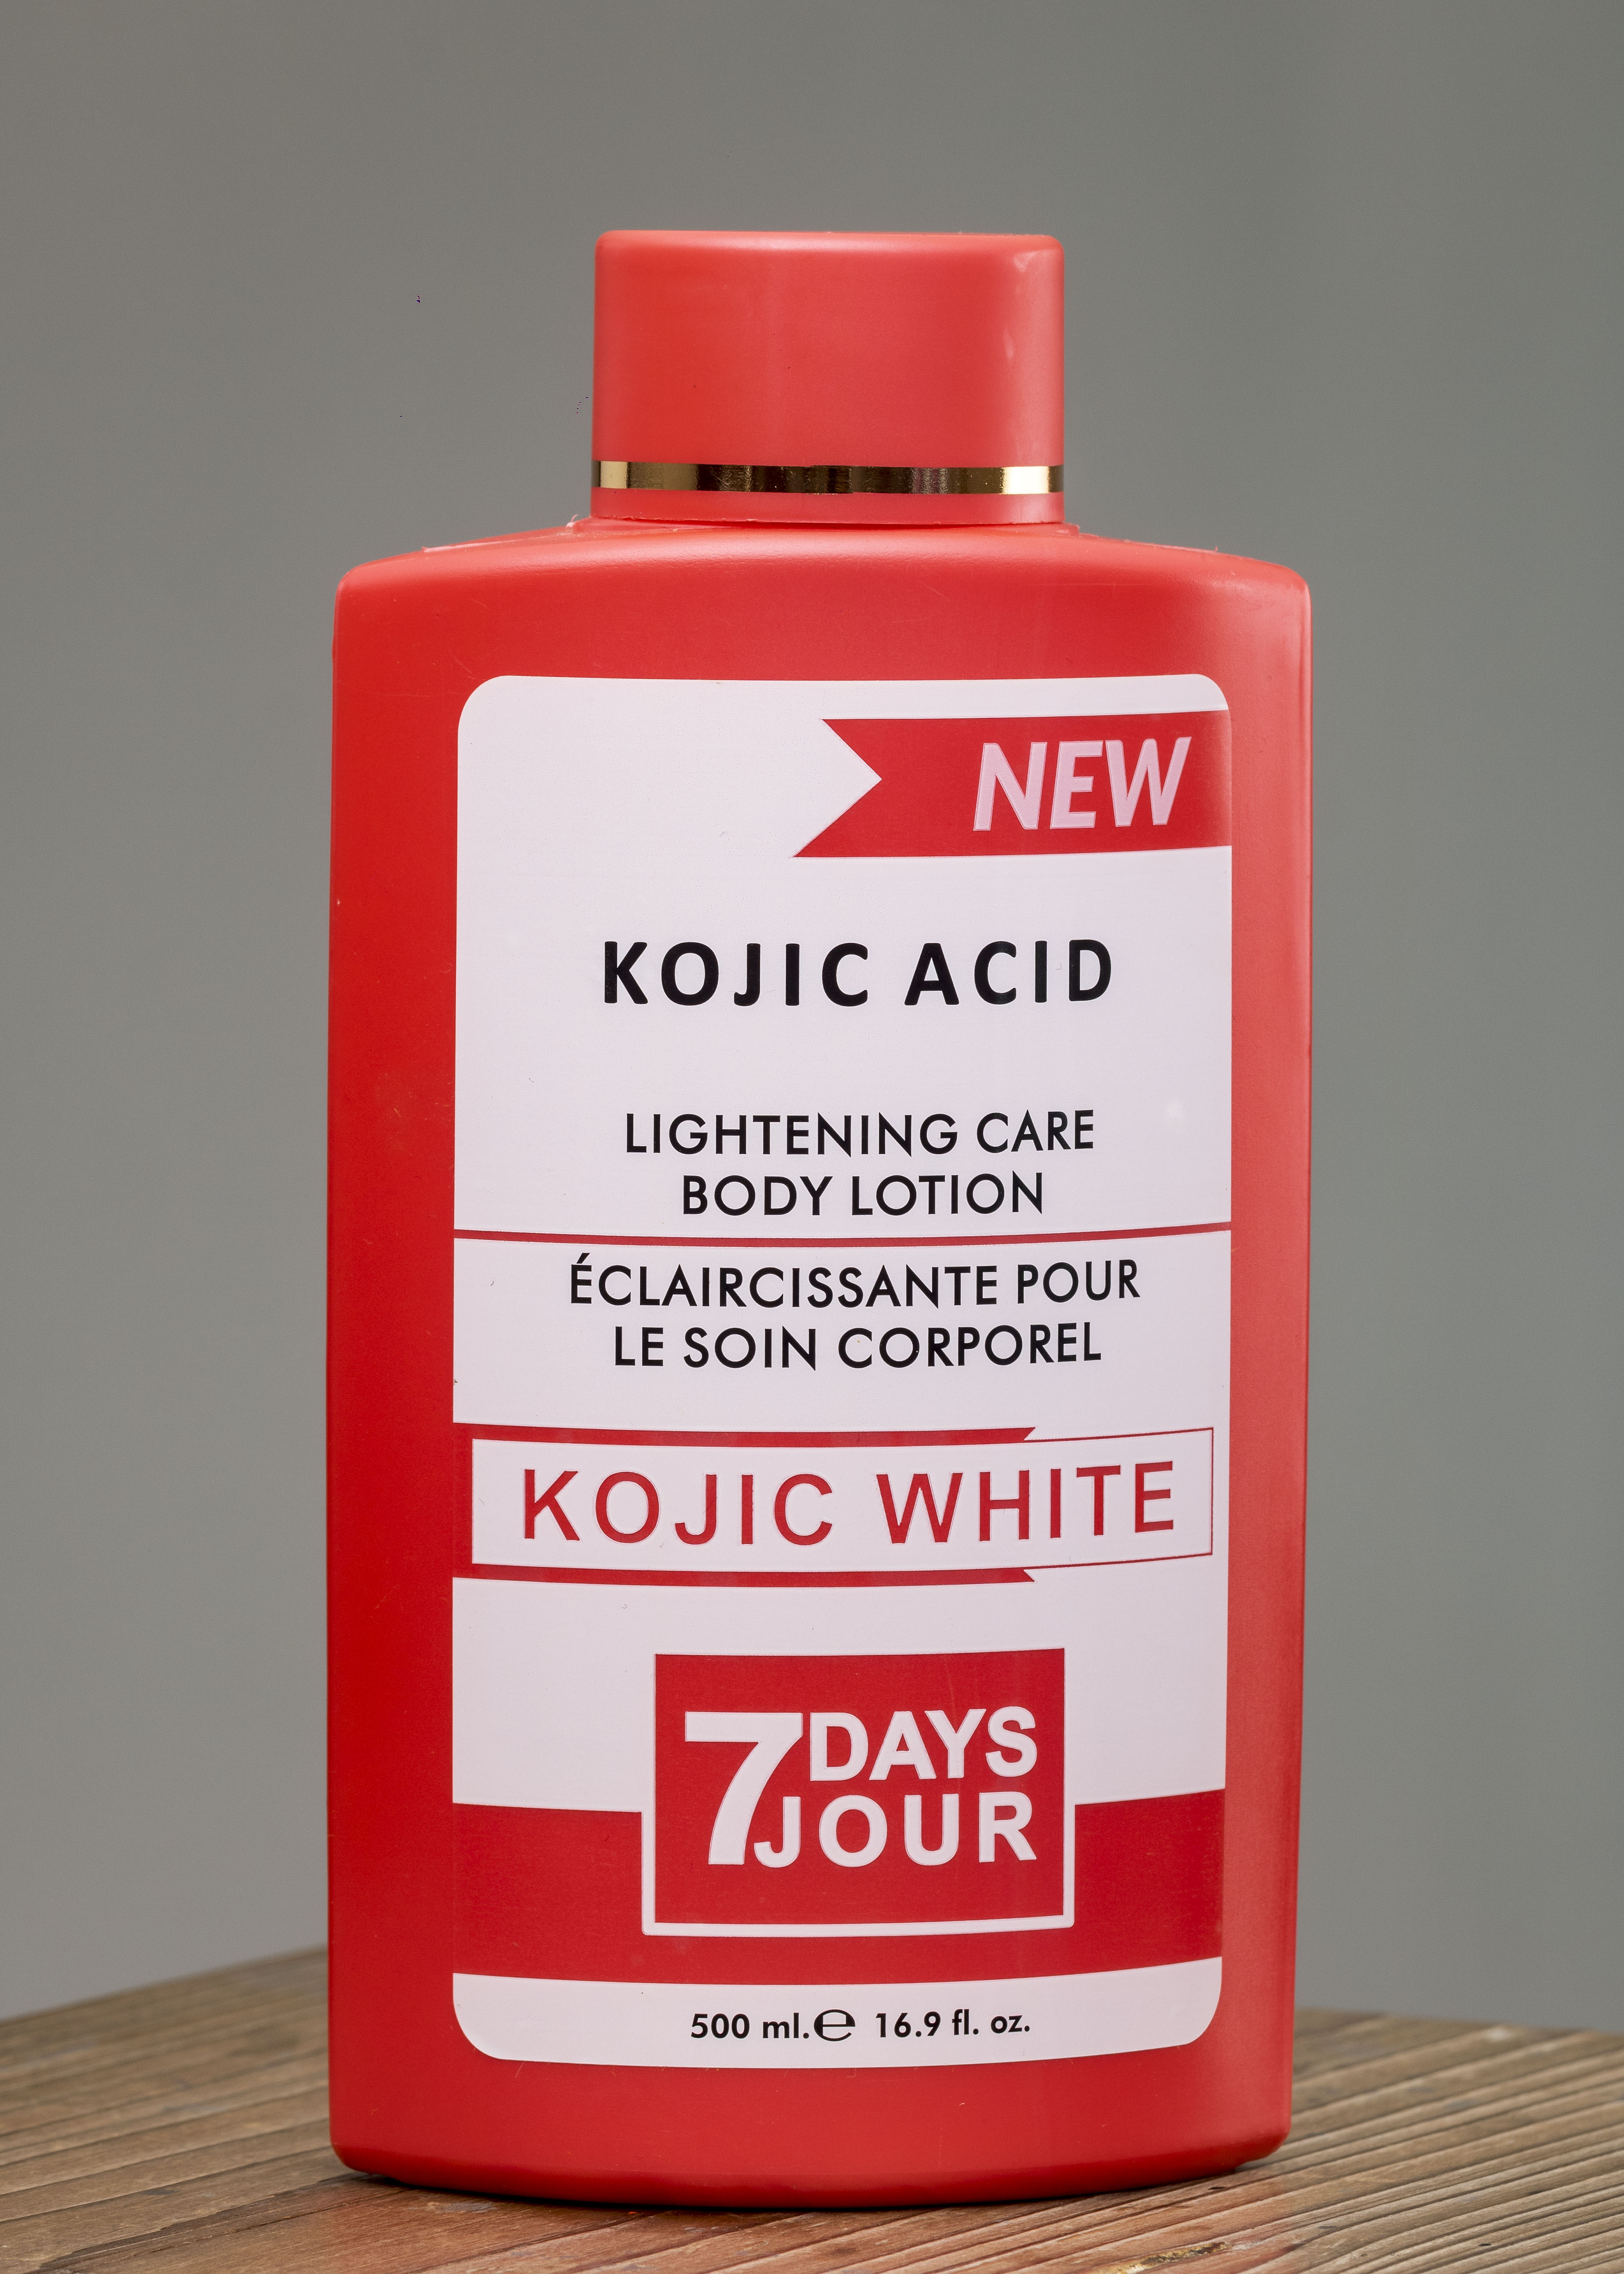 NEW
KOJIC ACID
LIGHTENING CARE
BODY LOTION
ÉCLAIRCISSANTE POUR
LE SOIN CORPOREL
KOJIC WHITE
7 DAYS
JOUR
500 ml. ℮ 16.9 fl. oz.